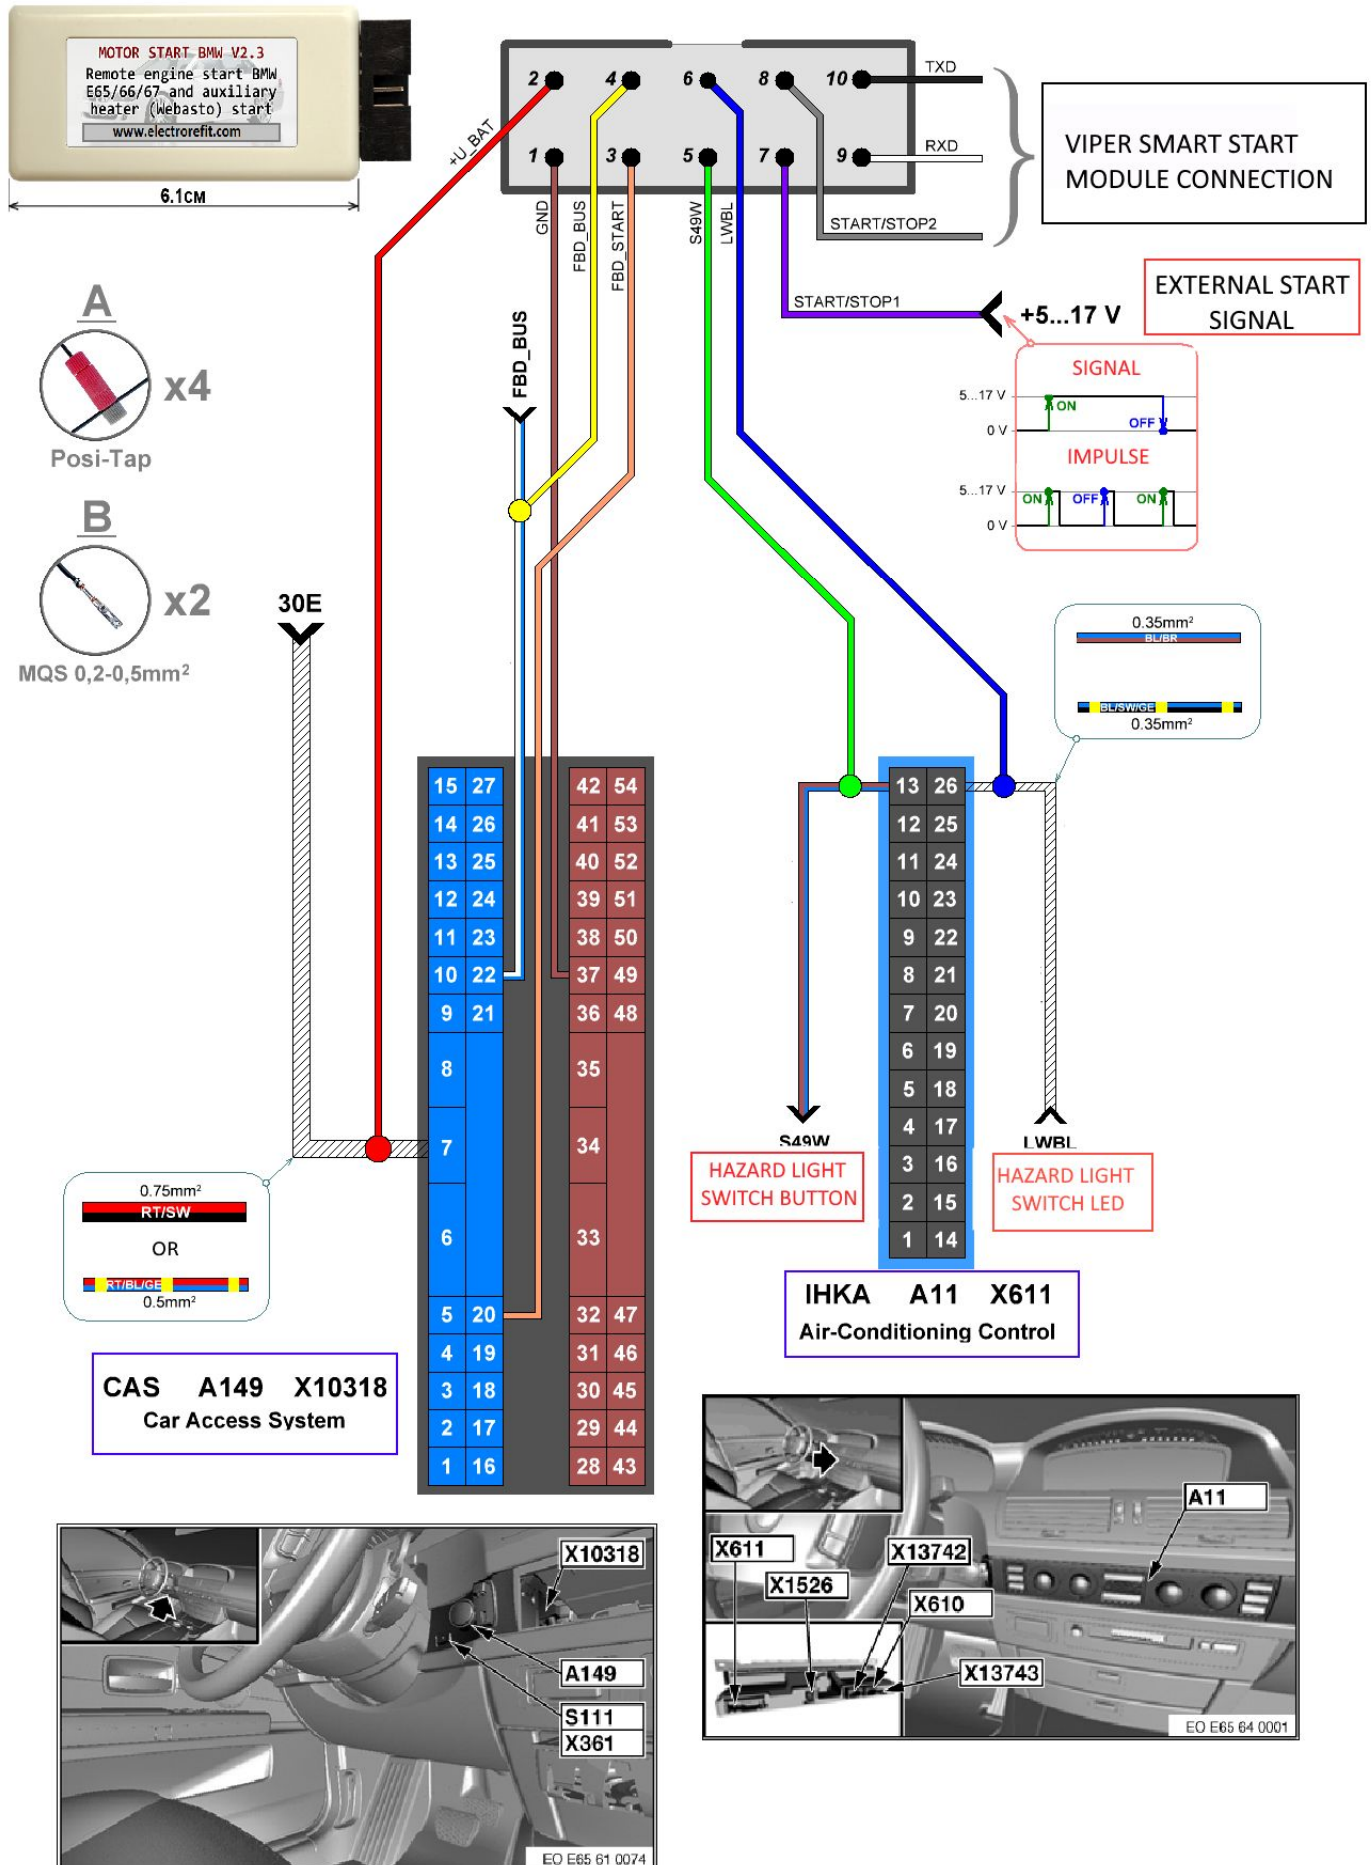 MOTOR START BMW V2.3
Remote engine start BMW
E65/66/67 and auxiliary
heater (Webasto) start
www.electrorefit.com
6.1CM
2 4 6 8 10
1 3 5 7 9
TXD
RXD
VIPER SMART START
MODULE CONNECTION
+U_BAT
GND
FBD_BUS
FBD_START
S49W
LWBL
START/STOP2
START/STOP1
+5...17 V
EXTERNAL START
SIGNAL
SIGNAL
5...17 V
ON
OFF
0 V
IMPULSE
5...17 V
ON OFF ON
0 V
A
x4
Posi-Tap
B
x2
MQS 0,2-0,5mm²
FBD_BUS
30E
0.35mm²
BL/BR
BL/SW/GE
0.35mm²
15 27 42 54
14 26 41 53
13 25 40 52
12 24 39 51
11 23 38 50
10 22 37 49
9 21 36 48
8 35
7 34
6 33
5 20 32 47
4 19 31 46
3 18 30 45
2 17 29 44
1 16 28 43
13 26
12 25
11 24
10 23
9 22
8 21
7 20
6 19
5 18
4 17
3 16
2 15
1 14
S49W
HAZARD LIGHT
SWITCH BUTTON
LWBL
HAZARD LIGHT
SWITCH LED
0.75mm²
RT/SW
OR
RT/BL/GE
0.5mm²
CAS A149 X10318
Car Access System
IHKA A11 X611
Air-Conditioning Control
X10318
A149
S111
X361
EO E65 61 0074
A11
X611
X13742
X1526
X610
X13743
EO E65 64 0001